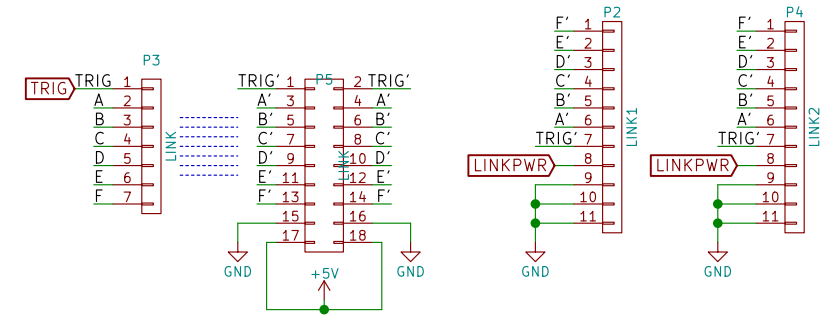 P3
TRIG TRIG 1
A 2
B 3
C 4
D 5
E 6
F 7
LINK
P5
TRIG' 1 2 TRIG'
A' 3 4 A'
B' 5 6 B'
C' 7 8 C'
D' 9 10 D'
E' 11 12 E'
F' 13 14 F'
15 16
17 18
LINK
GND
+5V
GND
P2
F' 1
E' 2
D' 3
C' 4
B' 5
A' 6
TRIG' 7
LINKPWR 8
9
10
11
LINK1
GND
P4
F' 1
E' 2
D' 3
C' 4
B' 5
A' 6
TRIG' 7
LINKPWR 8
9
10
11
LINK2
GND